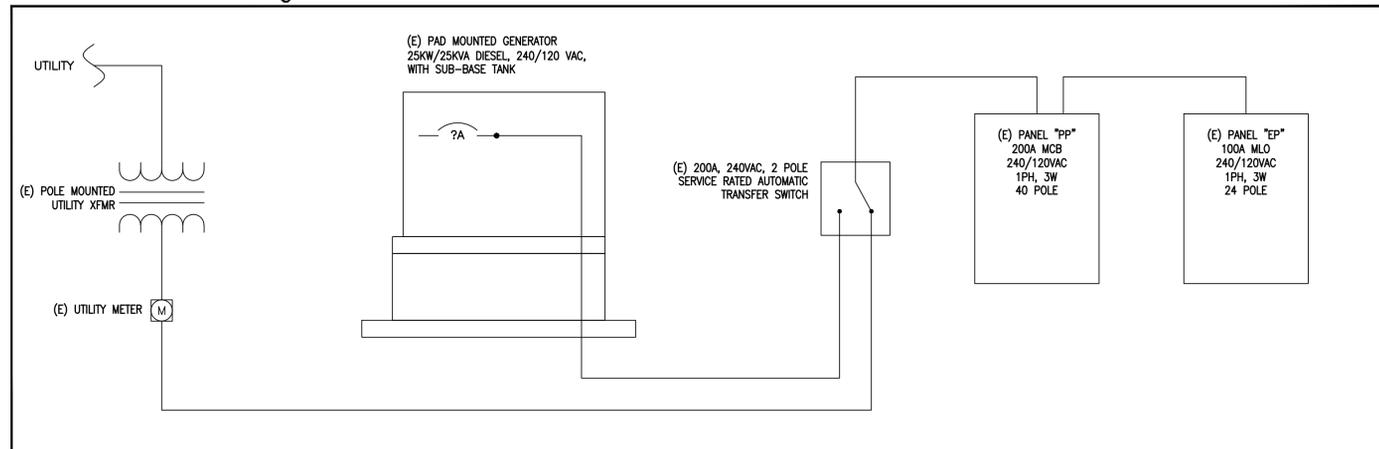 UTILITY
(E) PAD MOUNTED GENERATOR
25KW/25KVA DIESEL, 240/120 VAC,
WITH SUB-BASE TANK
?A
(E) POLE MOUNTED
UTILITY XFMR
(E) UTILITY METER
M
(E) 200A, 240VAC, 2 POLE
SERVICE RATED AUTOMATIC
TRANSFER SWITCH
(E) PANEL "PP"
200A MCB
240/120VAC
1PH, 3W
40 POLE
(E) PANEL "EP"
100A MLO
240/120VAC
1PH, 3W
24 POLE